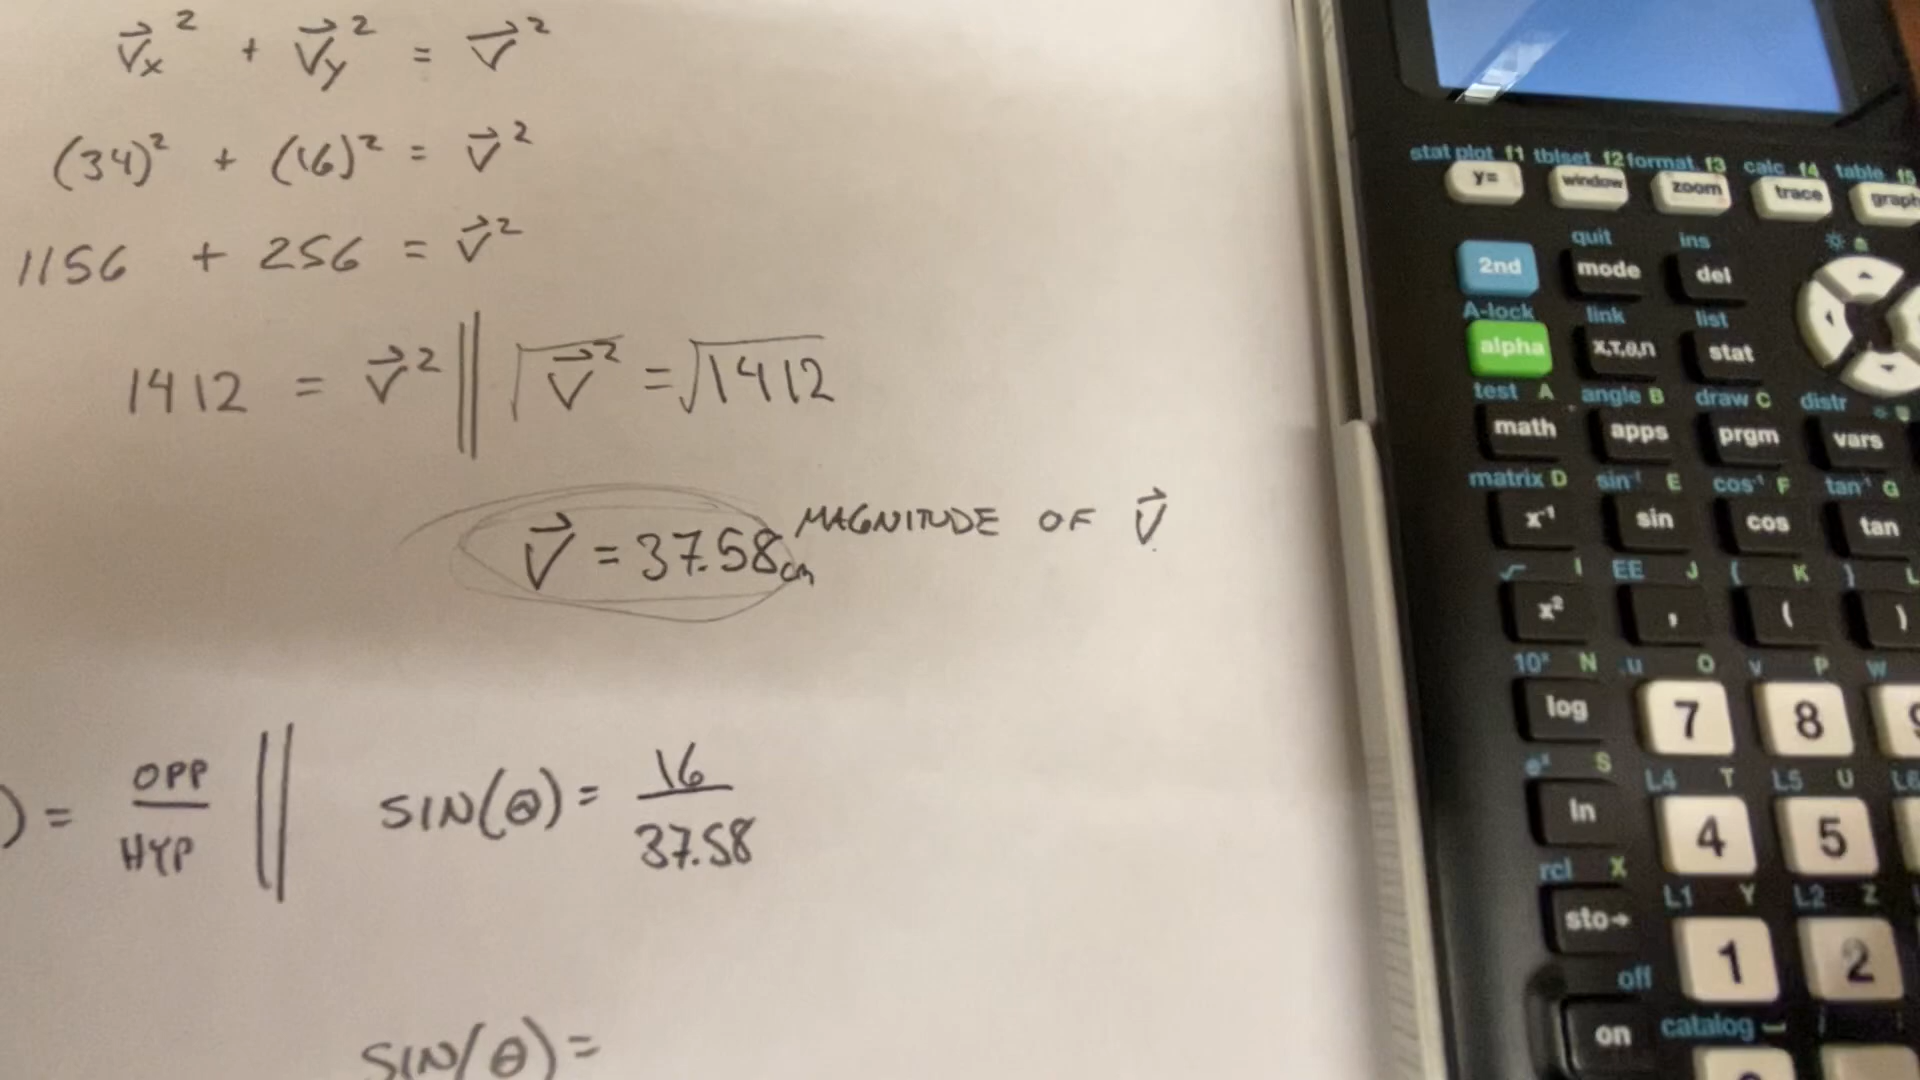 V⃗x² + V⃗y² = V⃗²
(34)² + (16)² = V⃗²
1156 + 256 = V⃗²
1412 = V⃗² || √V⃗² = √1412
V⃗ = 37.58cm MAGNITUDE OF V⃗
) = OPP/HYP || SIN(θ) = 16/37.58
SIN(θ) =
stat plot f1 tblset f2 format f3 calc f4 table f5
y= window zoom trace graph
quit ins
2nd mode del
A-lock link list
alpha X,T,θ,n stat
test A angle B draw C distr
math apps prgm vars
matrix D sin⁻¹ E cos⁻¹ F tan⁻¹ G
x⁻¹ sin cos tan
√ I EE J { K } L
x² , ( )
10ˣ N u O v P w
log 7 8 9
eˣ S L4 T L5 U L6
ln 4 5
rcl X L1 Y L2 Z
sto→ 1 2
off catalog
on